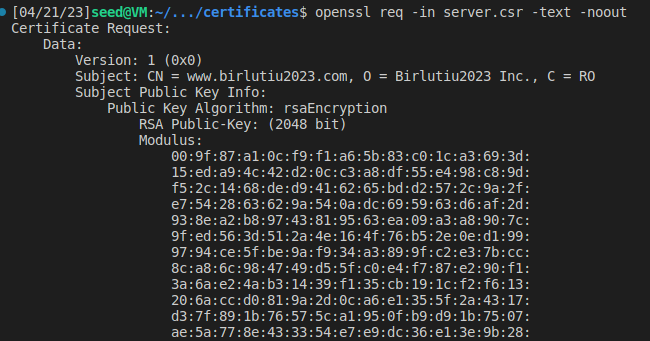 [04/21/23]seed@VM:~/.../certificates$ openssl req -in server.csr -text -noout
Certificate Request:
    Data:
        Version: 1 (0x0)
        Subject: CN = www.birlutiu2023.com, O = Birlutiu2023 Inc., C = RO
        Subject Public Key Info:
            Public Key Algorithm: rsaEncryption
                RSA Public-Key: (2048 bit)
                Modulus:
                    00:9f:87:a1:0c:f9:f1:a6:5b:83:c0:1c:a3:69:3d:
                    15:ed:a9:4c:42:d2:0c:c3:a8:df:55:e4:98:c8:9d:
                    f5:2c:14:68:de:d9:41:62:65:bd:d2:57:2c:9a:2f:
                    e7:54:28:63:62:9a:54:0a:dc:69:59:63:d6:af:2d:
                    93:8e:a2:b8:97:43:81:95:63:ea:09:a3:a8:90:7c:
                    9f:ed:56:3d:51:2a:4e:16:4f:76:b5:2e:0e:d1:99:
                    97:94:ce:5f:be:9a:f9:34:a3:89:9f:c2:e3:7b:cc:
                    8c:a8:6c:98:47:49:d5:5f:c0:e4:f7:87:e2:90:f1:
                    3a:6a:e2:4a:b3:14:39:f1:35:cb:19:1c:f2:f6:13:
                    20:6a:cc:d0:81:9a:2d:0c:a6:e1:35:5f:2a:43:17:
                    d3:7f:89:1b:76:57:5c:a1:95:0f:b9:d9:1b:75:07:
                    ae:5a:77:8e:43:33:54:e7:e9:dc:36:e1:3e:9b:28: